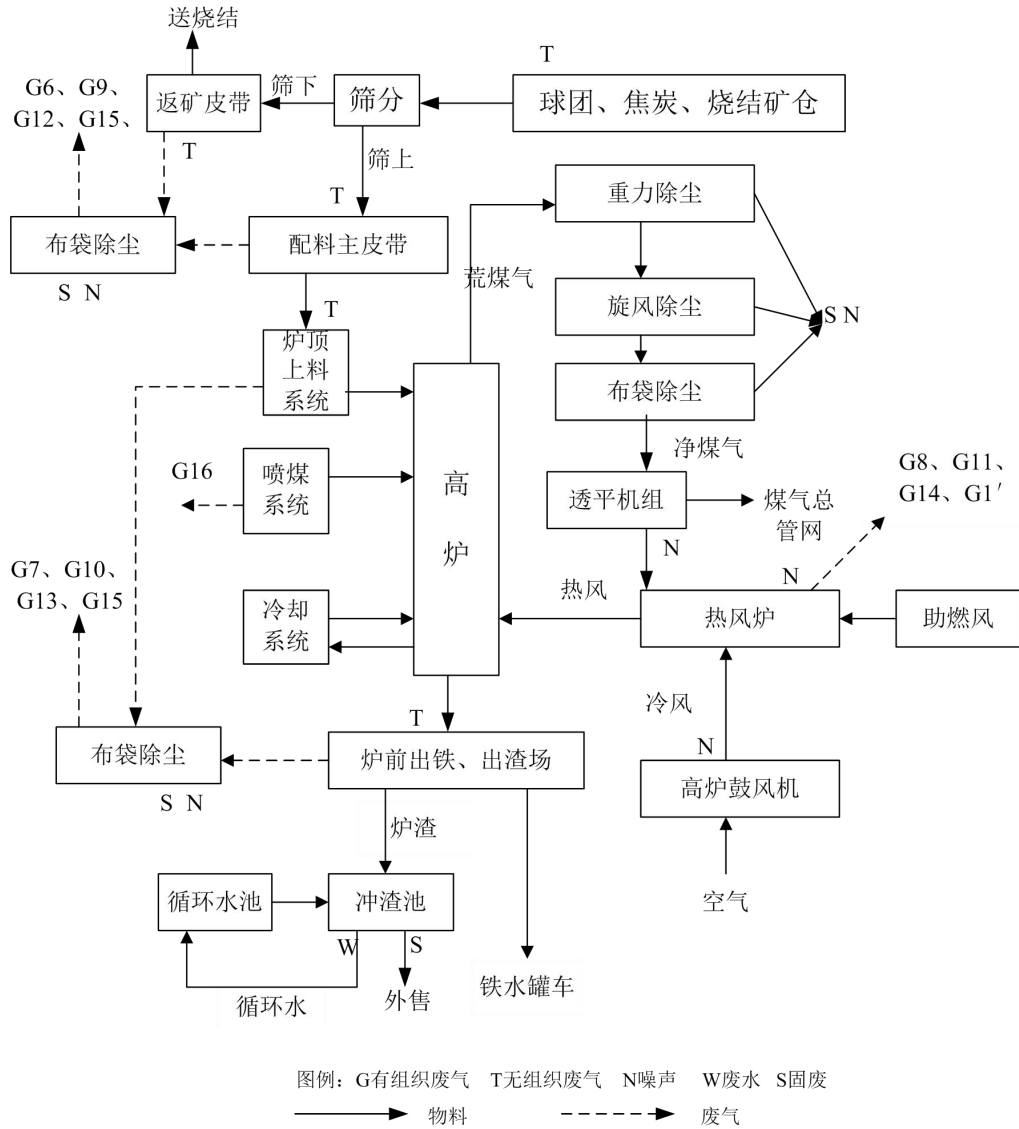 送烧结
T
G6、G9、
G12、G15、
返矿皮带
筛下
筛分
球团、焦炭、烧结矿仓
T
筛上
T
重力除尘
布袋除尘
配料主皮带
荒煤气
S N
T
旋风除尘
S N
炉顶
上料
系统
布袋除尘
净煤气
G16
喷煤
系统
高
炉
透平机组
煤气总
管网
G8、G11、
G14、G1′
N
G7、G10、
G13、G15
冷却
系统
热风
N
热风炉
助燃风
冷风
T
N
布袋除尘
炉前出铁、出渣场
高炉鼓风机
S N
炉渣
循环水池
冲渣池
空气
W
S
循环水
外售
铁水罐车
图例：G有组织废气 T无组织废气 N噪声 W废水 S固废
物料
废气